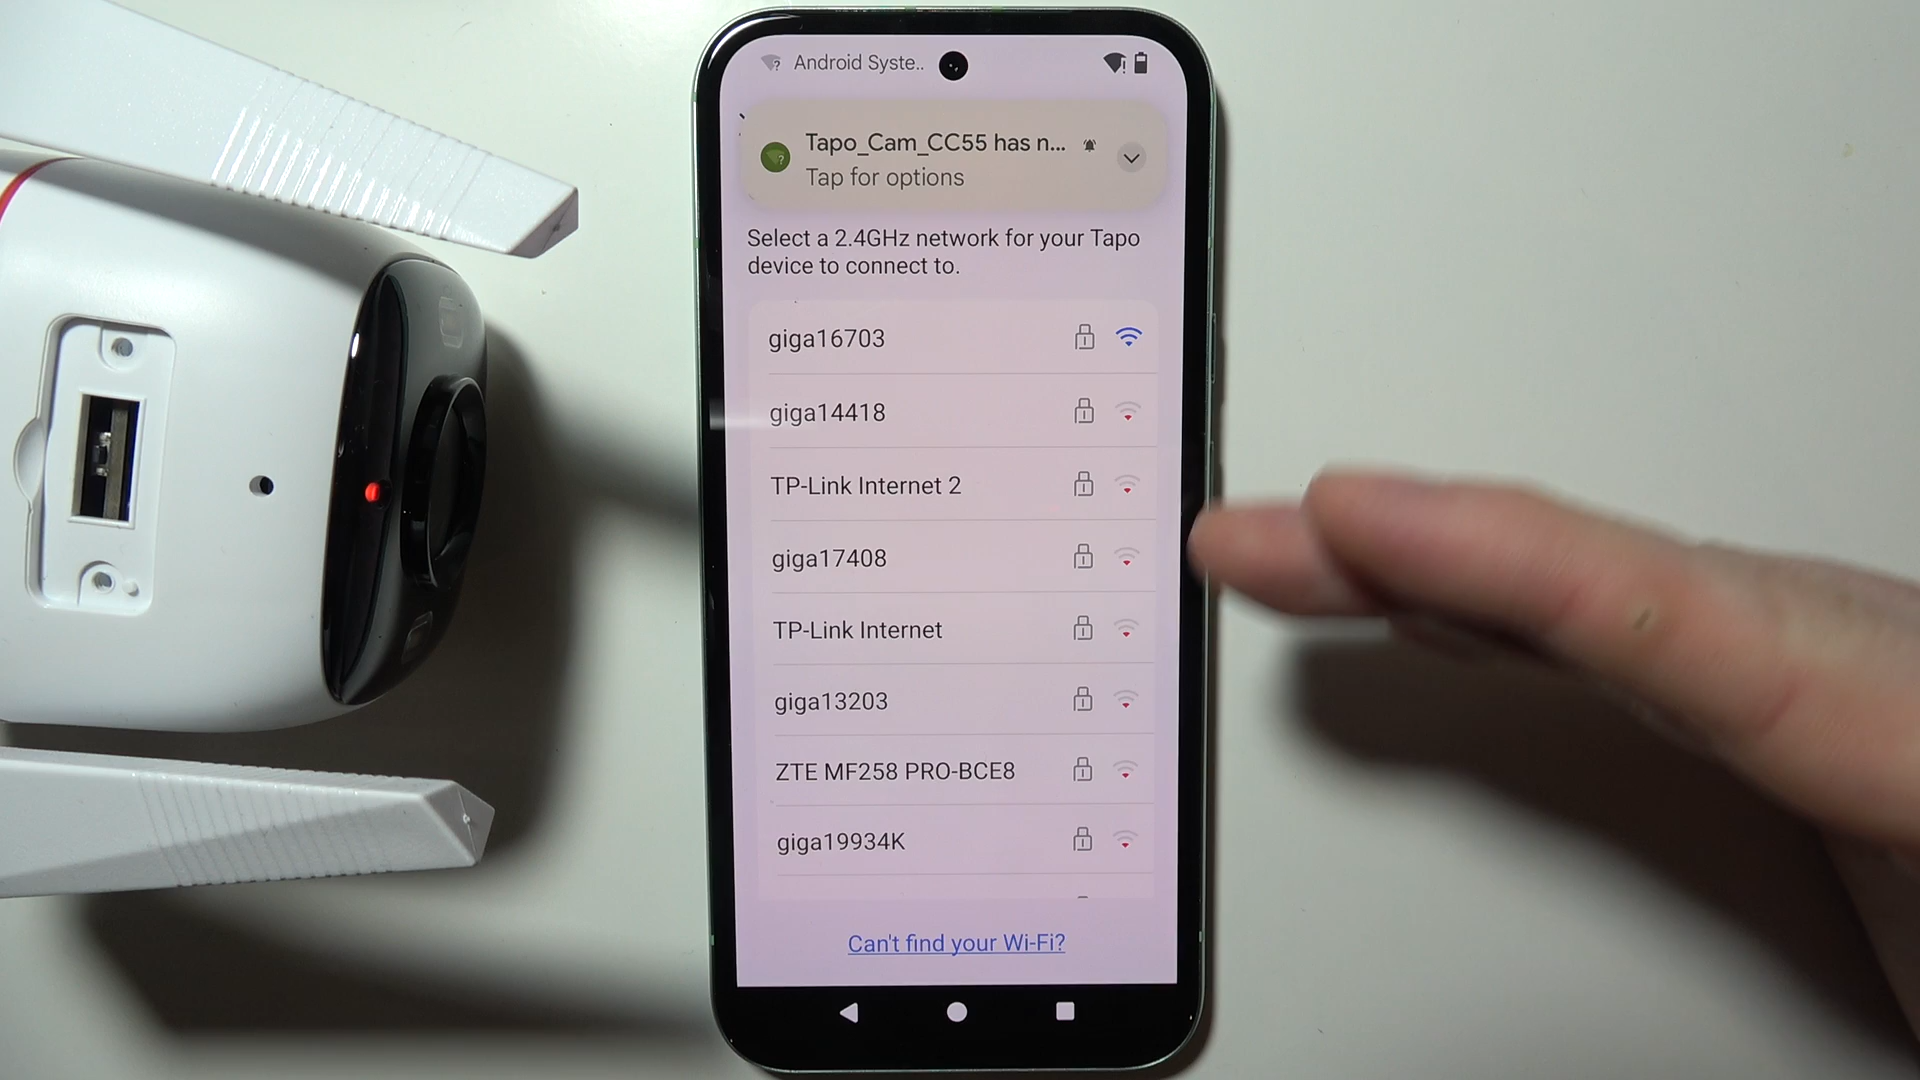 Android Syste..
Tapo_Cam_CC55 has n...
Tap for options
Select a 2.4GHz network for your Tapo
device to connect to.
giga16703
giga14418
TP-Link Internet 2
giga17408
TP-Link Internet
giga13203
ZTE MF258 PRO-BCE8
giga19934K
Can't find your Wi-Fi?